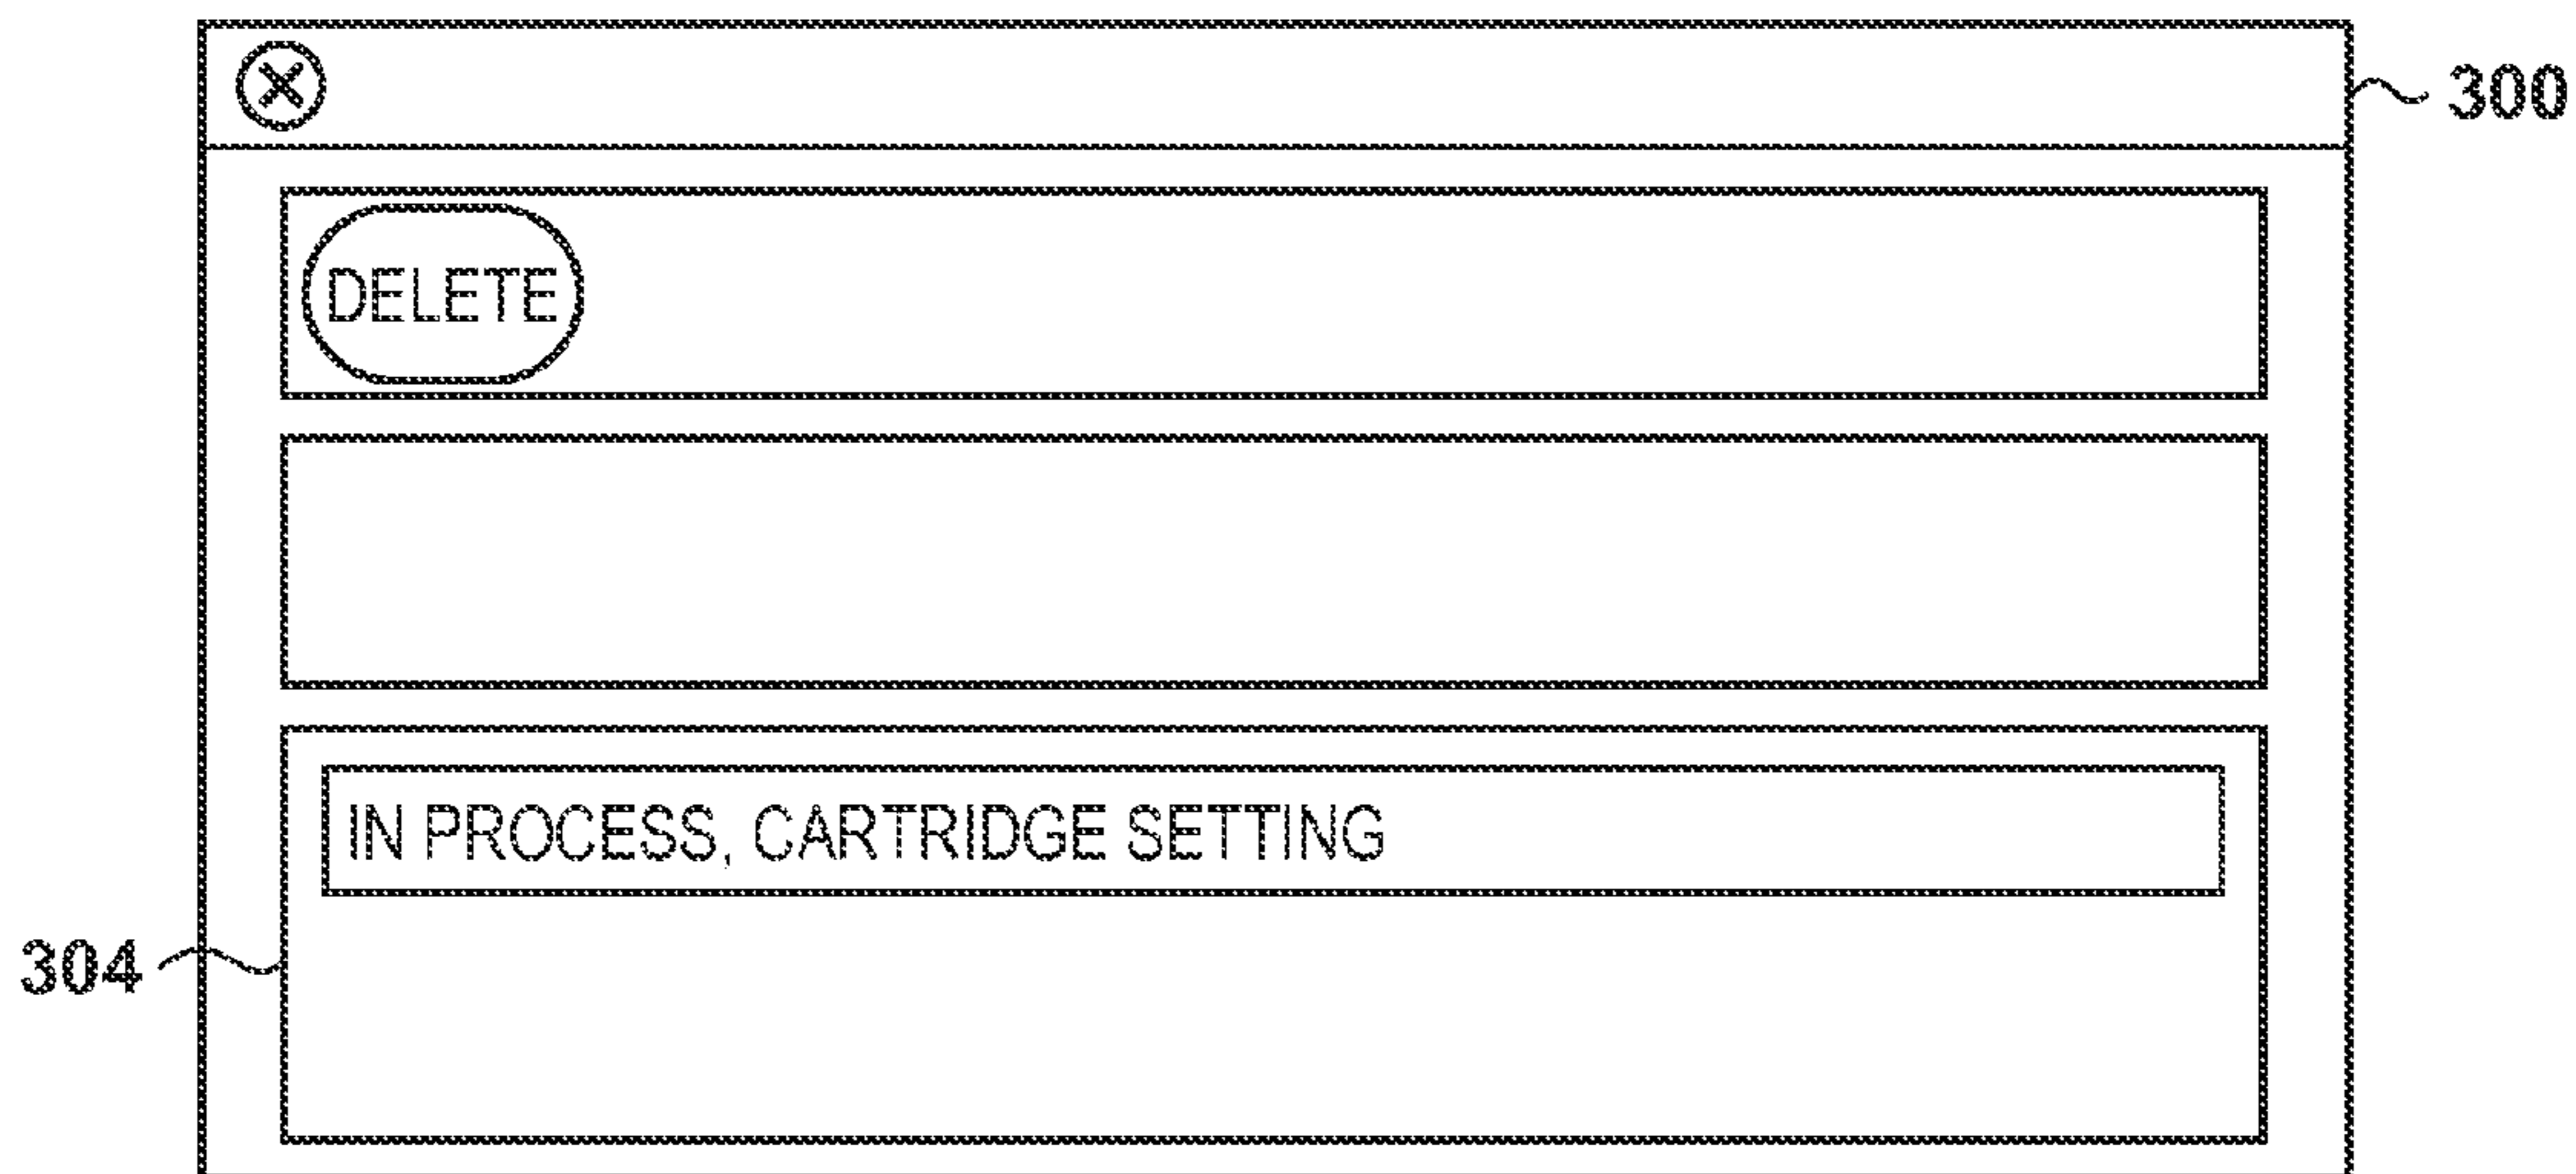 300
DELETE
IN PROCESS, CARTRIDGE SETTING
304